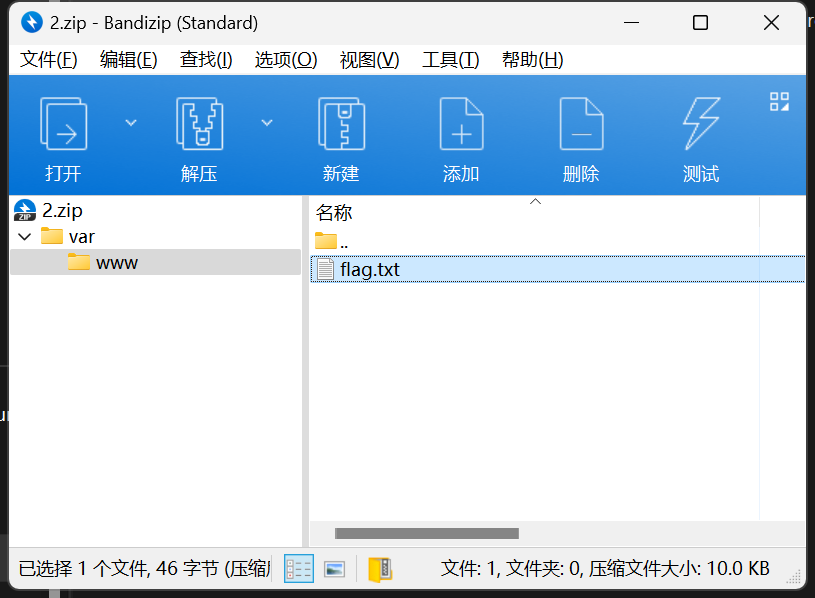 2.zip - Bandizip (Standard)
文件(F) 编辑(E) 查找(I) 选项(O) 视图(V) 工具(T) 帮助(H)
打开 解压 新建 添加 删除 测试
2.zip
var
www
名称
..
flag.txt
已选择 1 个文件, 46 字节 (压缩
文件: 1, 文件夹: 0, 压缩文件大小: 10.0 KB